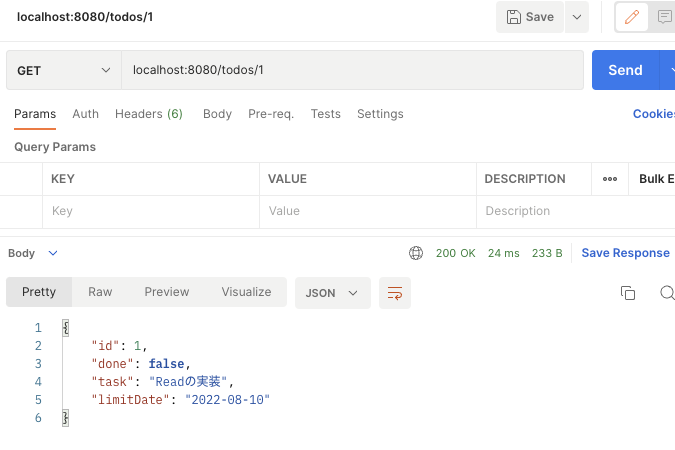 localhost:8080/todos/1
Save
GET localhost:8080/todos/1 Send
Params Auth Headers (6) Body Pre-req. Tests Settings Cookies
Query Params
KEY VALUE DESCRIPTION ••• Bulk E
Key Value Description
Body 200 OK 24 ms 233 B Save Response
Pretty Raw Preview Visualize JSON
1 {
2 "id": 1,
3 "done": false,
4 "task": "Readの実装",
5 "limitDate": "2022-08-10"
6 }